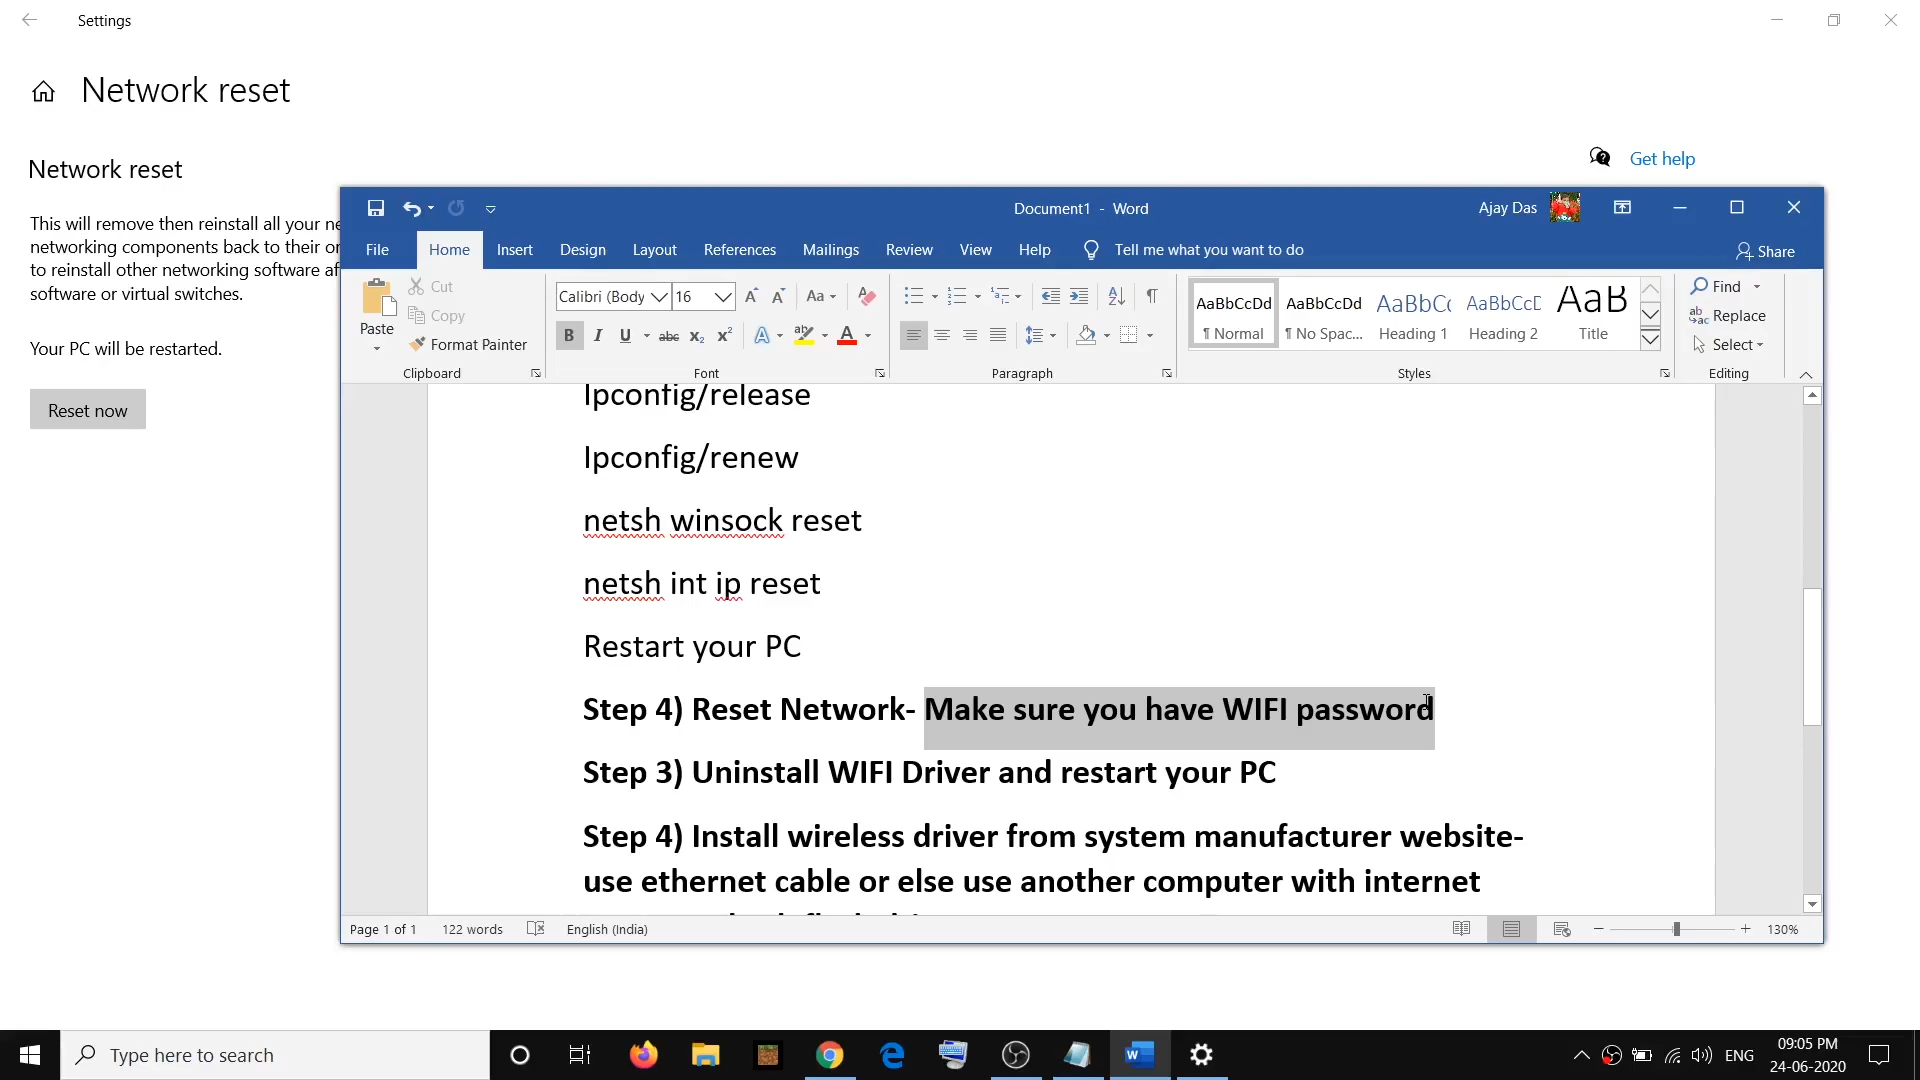 Settings
Network reset
Network reset
Get help
This will remove then reinstall all your ne
networking components back to their or
to reinstall other networking software af
software or virtual switches.
Your PC will be restarted.
Reset now
Document1 - Word
Ajay Das
File Home Insert Design Layout References Mailings Review View Help Tell me what you want to do
Share
Paste
Cut
Copy
Format Painter
Clipboard
Calibri (Body 16
Font
Paragraph
AaBbCcDd AaBbCcDd AaBbC( AaBbCcD AaB
¶ Normal ¶ No Spac... Heading 1 Heading 2 Title
Styles
Find
Replace
Select
Editing
Ipconfig/release
Ipconfig/renew
netsh winsock reset
netsh int ip reset
Restart your PC
Step 4) Reset Network- Make sure you have WIFI password
Step 3) Uninstall WIFI Driver and restart your PC
Step 4) Install wireless driver from system manufacturer website-
use ethernet cable or else use another computer with internet
Page 1 of 1 122 words English (India) 130%
Type here to search
ENG
09:05 PM
24-06-2020